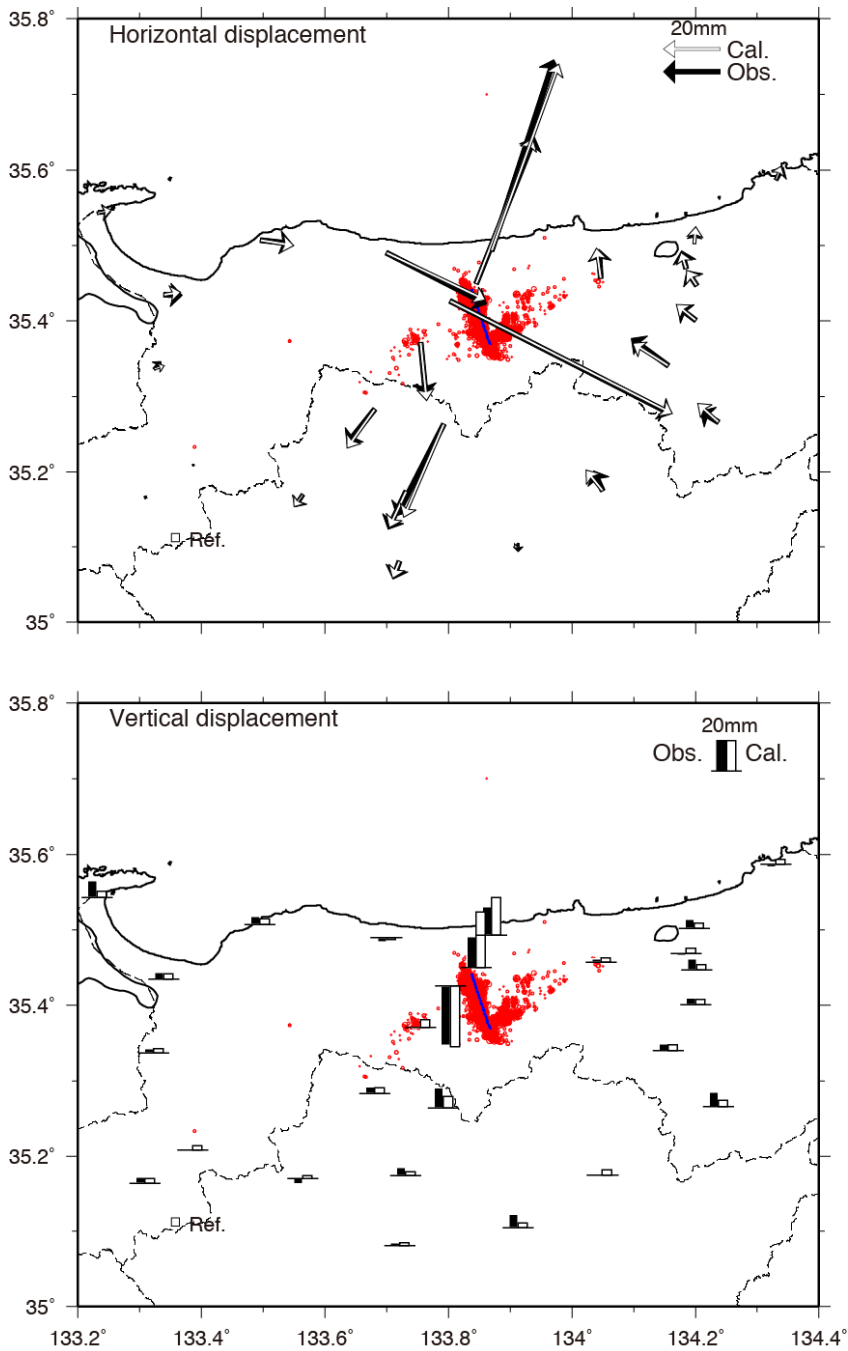 35.8°
Horizontal displacement
20mm
Cal.
Obs.
35.6°
35.4°
35.2°
Ref.
35°
35.8°
Vertical displacement
20mm
Obs. Cal.
35.6°
35.4°
35.2°
Ref.
35°
133.2° 133.4° 133.6° 133.8° 134° 134.2° 134.4°